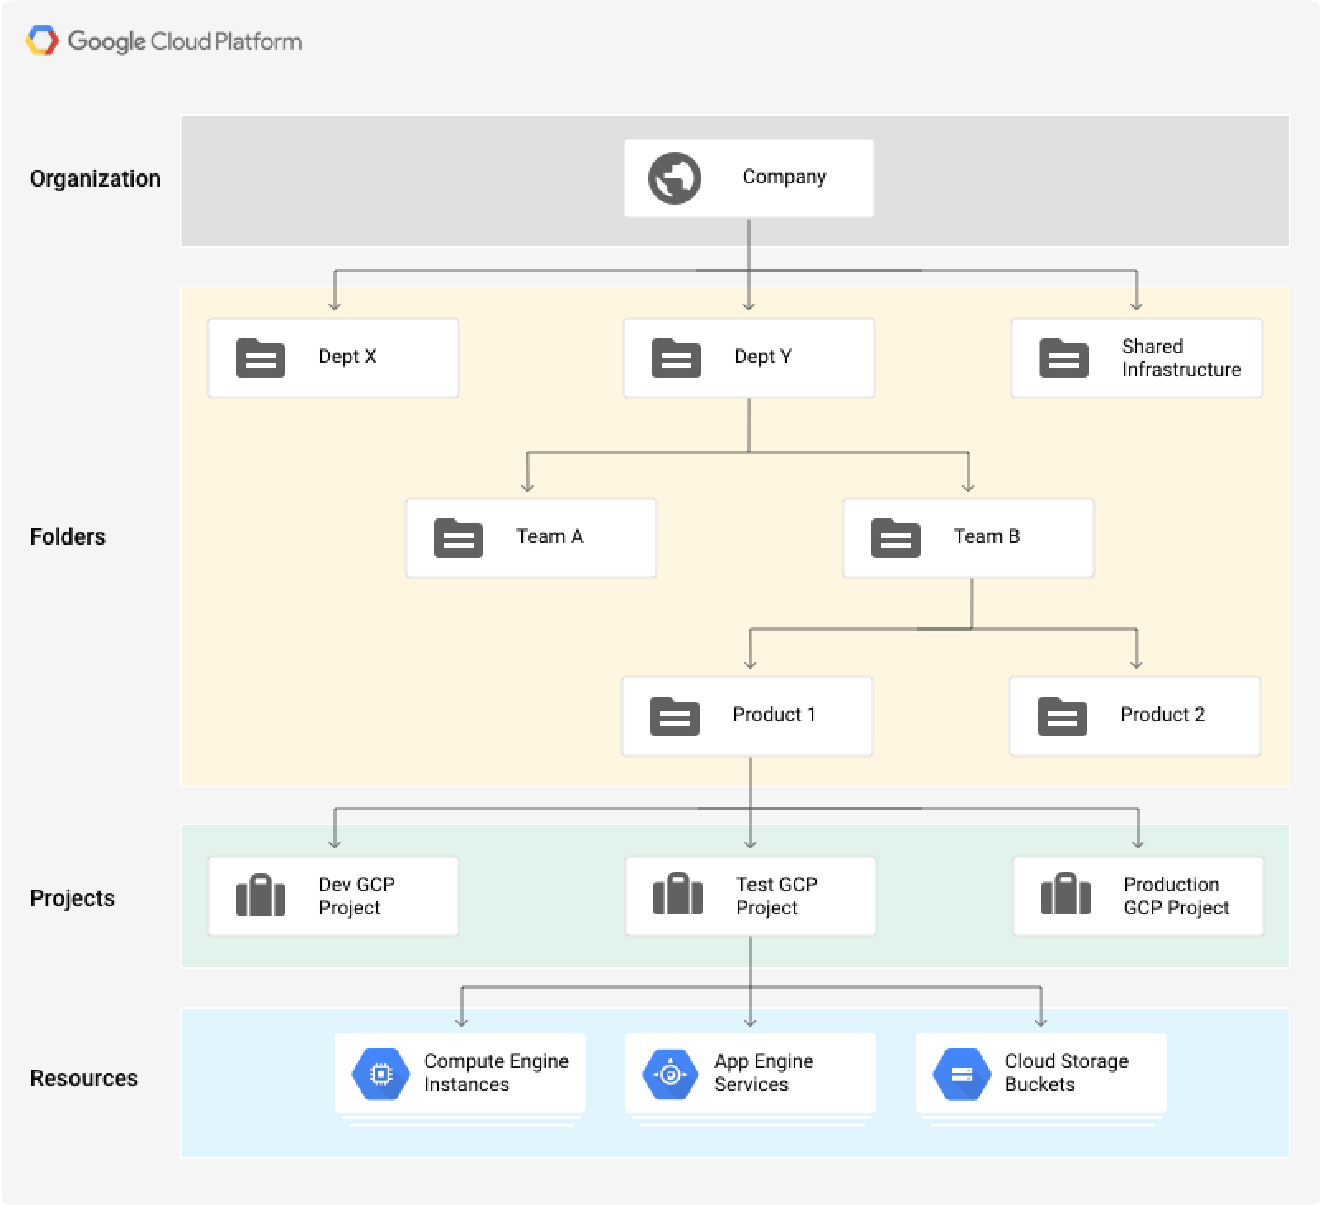 Google Cloud Platform
Organization
Company
Dept X
Dept Y
Shared
Infrastructure
Folders
Team A
Team B
Product 1
Product 2
Projects
Dev GCP
Project
Test GCP
Project
Production
GCP Project
Resources
Compute Engine
Instances
App Engine
Services
Cloud Storage
Buckets